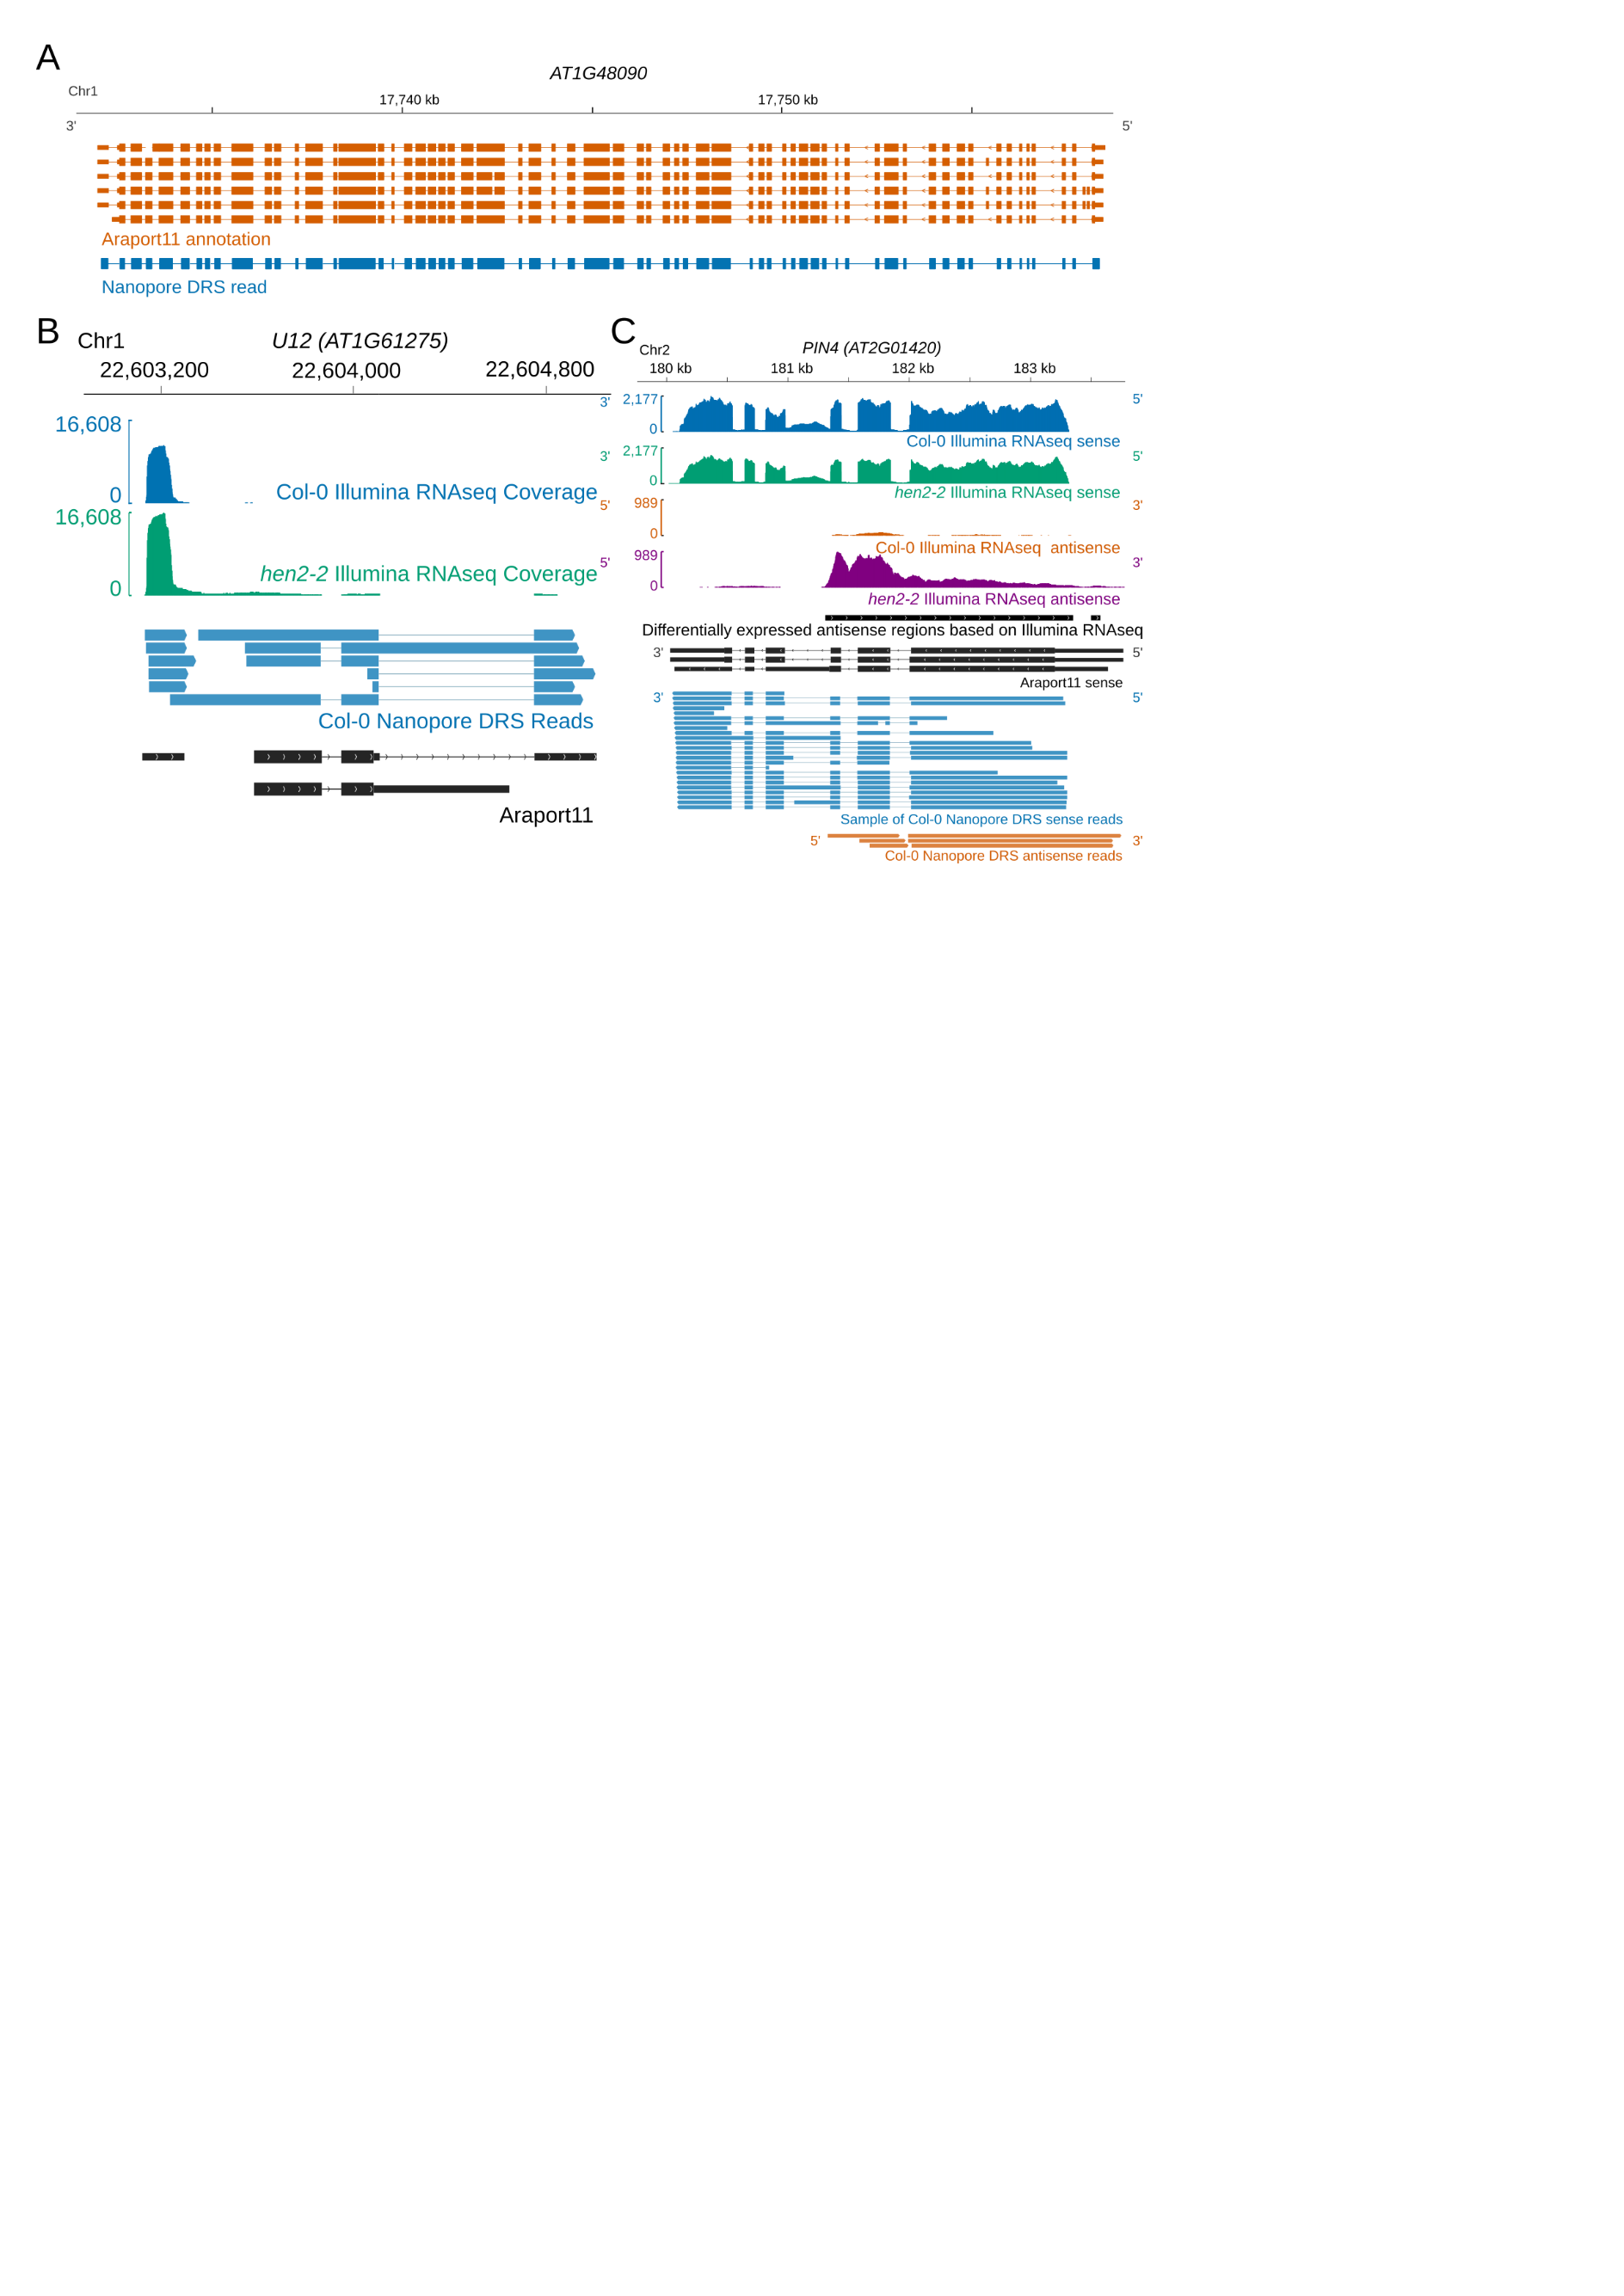 A
AT1G48090
Chr1
17,740 kb 17,750 kb
3' 5'
Araport11 annotation
Nanopore DRS read
B
Chr1 U12 (AT1G61275)
22,603,200 22,604,000 22,604,800
16,608
0
Col-0 Illumina RNAseq Coverage
16,608
0
hen2-2 Illumina RNAseq Coverage
Col-0 Nanopore DRS Reads
Araport11
C
Chr2 PIN4 (AT2G01420)
180 kb 181 kb 182 kb 183 kb
3' 2,177 5'
0
Col-0 Illumina RNAseq sense
3' 2,177 5'
0
hen2-2 Illumina RNAseq sense
5' 989 3'
0
Col-0 Illumina RNAseq antisense
5' 989 3'
0
hen2-2 Illumina RNAseq antisense
Differentially expressed antisense regions based on Illumina RNAseq
3' 5'
Araport11 sense
3' 5'
Sample of Col-0 Nanopore DRS sense reads
5' 3'
Col-0 Nanopore DRS antisense reads